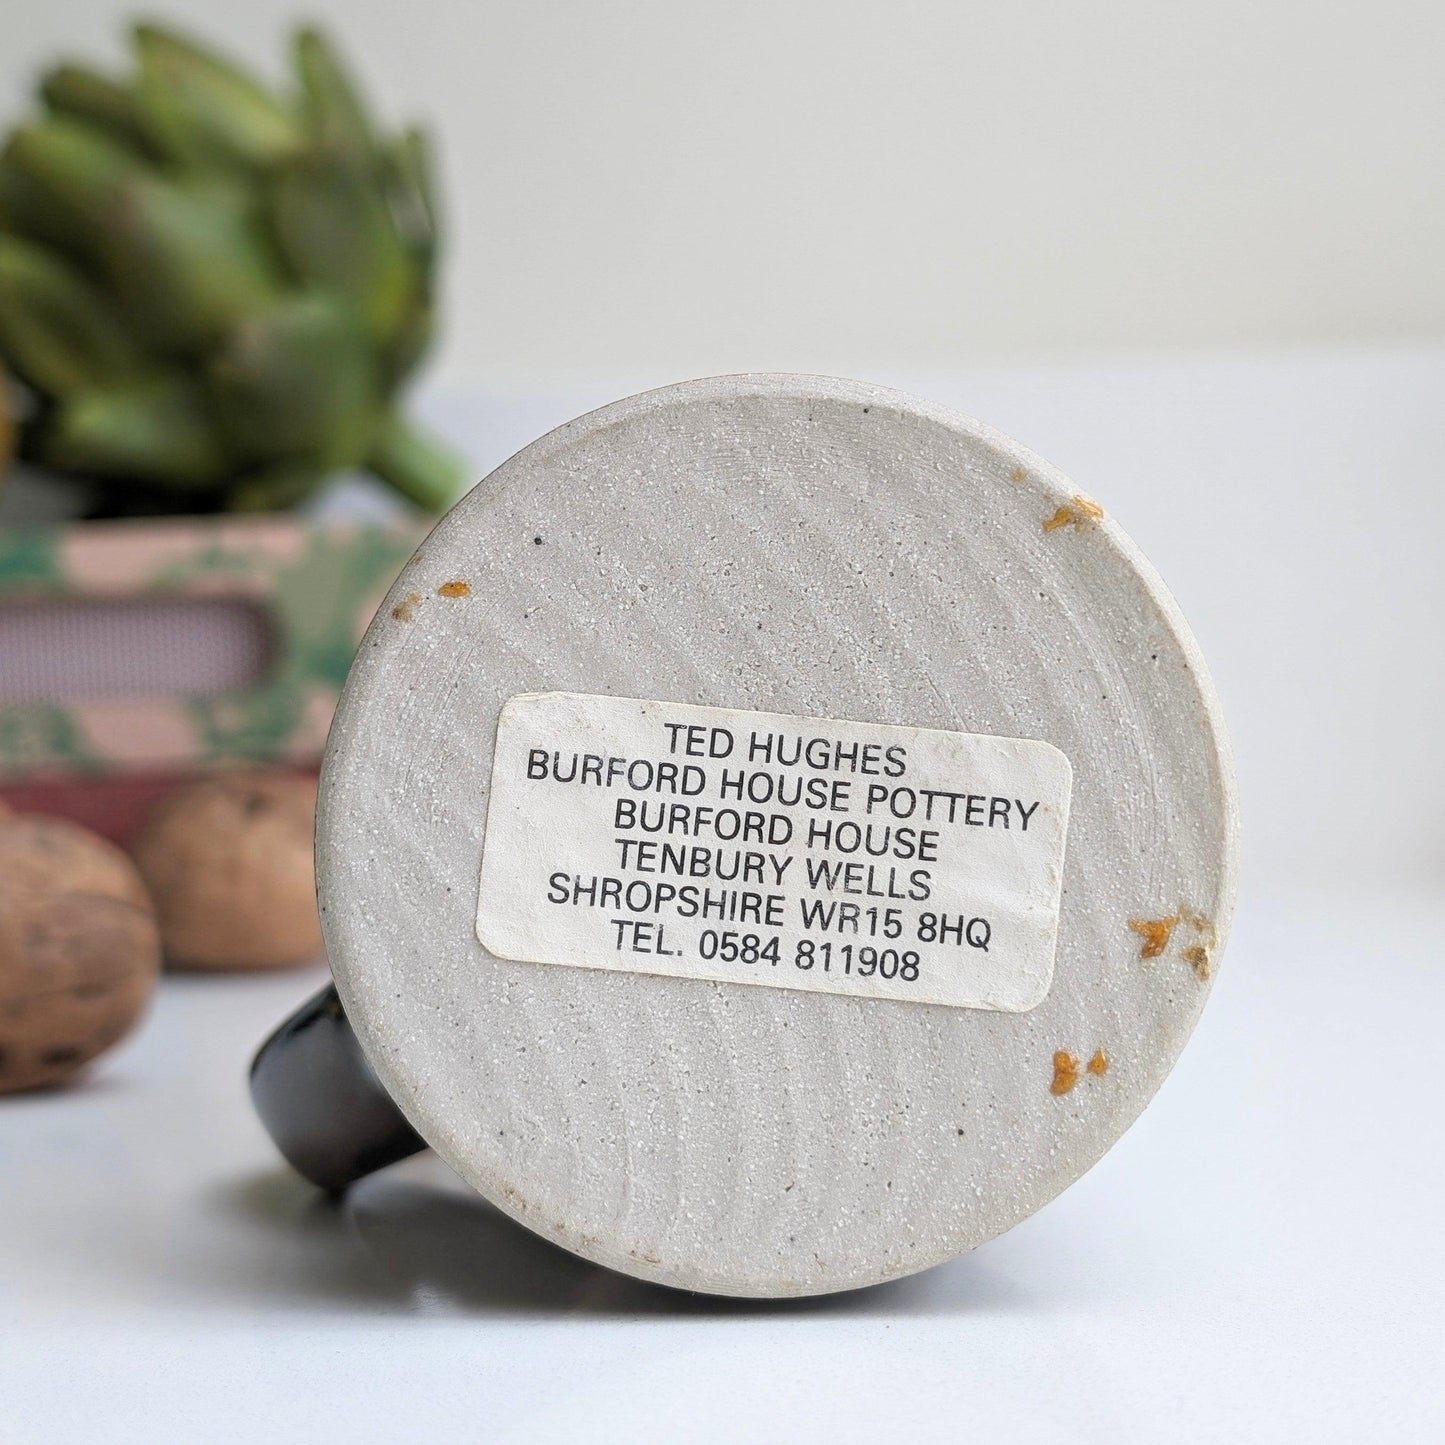 TED HUGHES
BURFORD HOUSE POTTERY
BURFORD HOUSE
TENBURY WELLS
SHROPSHIRE WR15 8HQ
TEL. 0584 811908